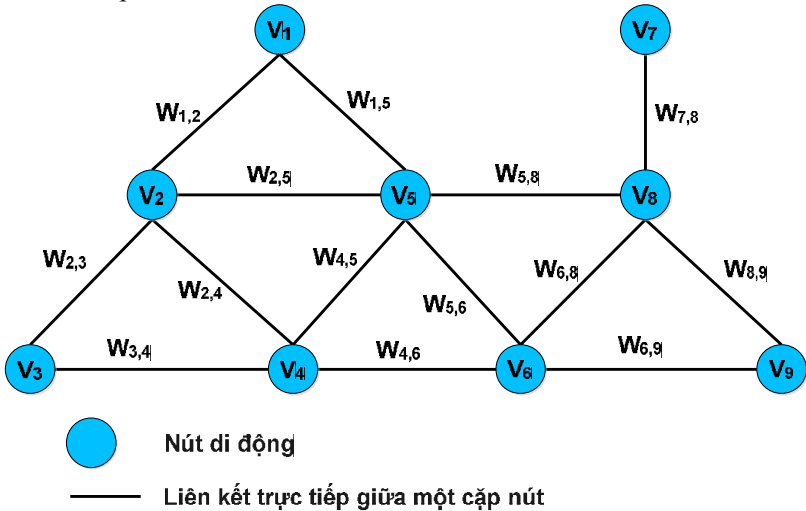 V1
V7
W1,2
W1,5
W7,8
W2,5
W5,8
V2
V5
V8
W2,3
W2,4
W4,5
W5,6
W6,8
W8,9
W3,4
W4,6
W6,9
V3
V4
V6
V9
Nút di động
Liên kết trực tiếp giữa một cặp nút